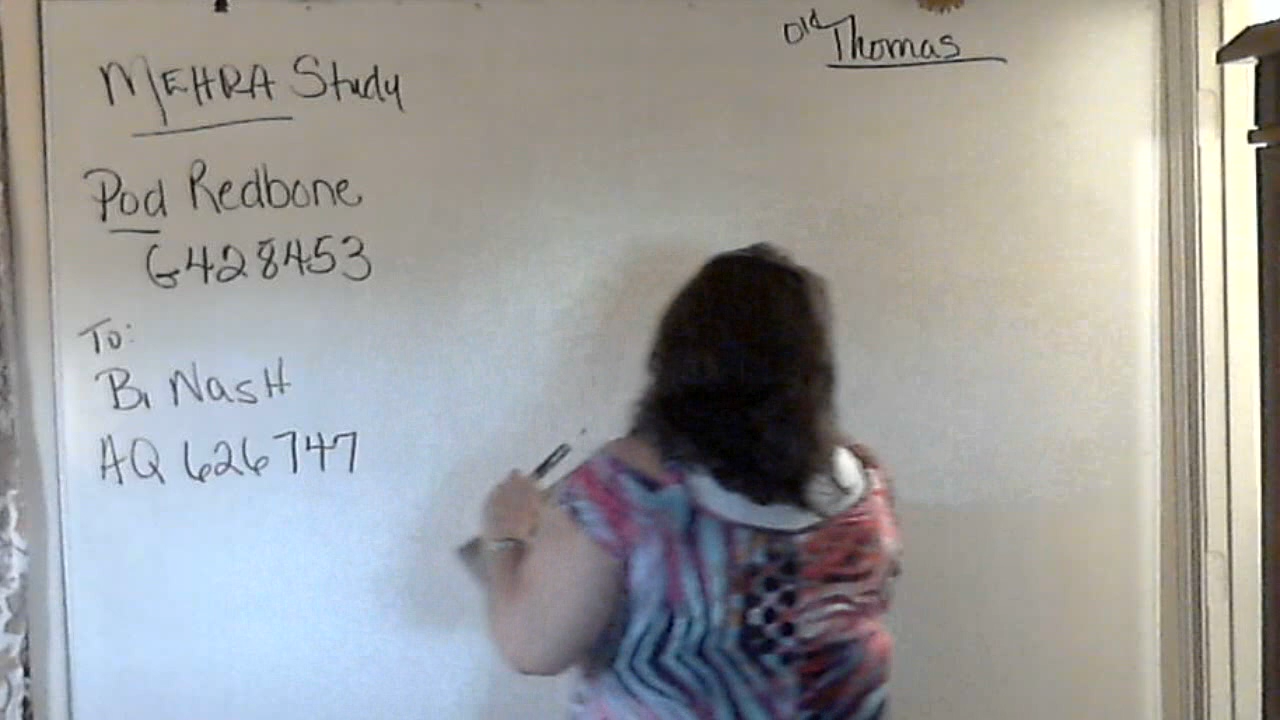 MEHRA Study
Pod Redbone
G428453
To:
B. NasH
AQ 626747
Old Thomas